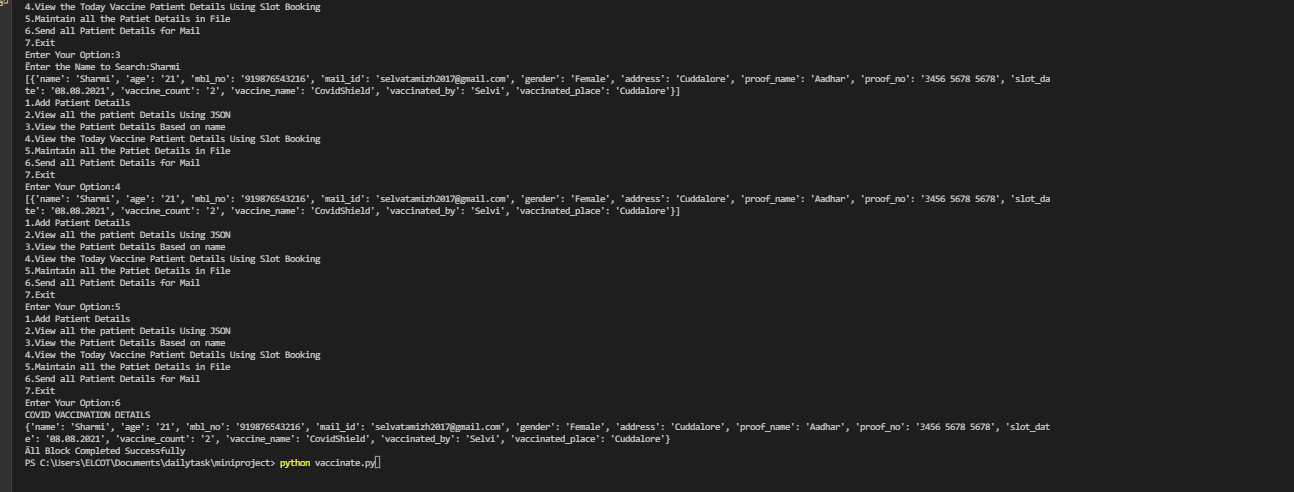 4.View the Today Vaccine Patient Details Using Slot Booking
5.Maintain all the Patiet Details in File
6.Send all Patient Details for Mail
7.Exit
Enter Your Option:3
Enter the Name to Search:Sharmi
[{'name': 'Sharmi', 'age': '21', 'mbl_no': '919876543216', 'mail_id': 'selvatamizh2017@gmail.com', 'gender': 'Female', 'address': 'Cuddalore', 'proof_name': 'Aadhar', 'proof_no': '3456 5678 5678', 'slot_da
te': '08.08.2021', 'vaccine_count': '2', 'vaccine_name': 'CovidShield', 'vaccinated_by': 'Selvi', 'vaccinated_place': 'Cuddalore'}]
1.Add Patient Details
2.View all the patient Details Using JSON
3.View the Patient Details Based on name
4.View the Today Vaccine Patient Details Using Slot Booking
5.Maintain all the Patiet Details in File
6.Send all Patient Details for Mail
7.Exit
Enter Your Option:4
[{'name': 'Sharmi', 'age': '21', 'mbl_no': '919876543216', 'mail_id': 'selvatamizh2017@gmail.com', 'gender': 'Female', 'address': 'Cuddalore', 'proof_name': 'Aadhar', 'proof_no': '3456 5678 5678', 'slot_da
te': '08.08.2021', 'vaccine_count': '2', 'vaccine_name': 'CovidShield', 'vaccinated_by': 'Selvi', 'vaccinated_place': 'Cuddalore'}]
1.Add Patient Details
2.View all the patient Details Using JSON
3.View the Patient Details Based on name
4.View the Today Vaccine Patient Details Using Slot Booking
5.Maintain all the Patiet Details in File
6.Send all Patient Details for Mail
7.Exit
Enter Your Option:5
1.Add Patient Details
2.View all the patient Details Using JSON
3.View the Patient Details Based on name
4.View the Today Vaccine Patient Details Using Slot Booking
5.Maintain all the Patiet Details in File
6.Send all Patient Details for Mail
7.Exit
Enter Your Option:6
COVID VACCINATION DETAILS
{'name': 'Sharmi', 'age': '21', 'mbl_no': '919876543216', 'mail_id': 'selvatamizh2017@gmail.com', 'gender': 'Female', 'address': 'Cuddalore', 'proof_name': 'Aadhar', 'proof_no': '3456 5678 5678', 'slot_dat
e': '08.08.2021', 'vaccine_count': '2', 'vaccine_name': 'CovidShield', 'vaccinated_by': 'Selvi', 'vaccinated_place': 'Cuddalore'}
All Block Completed Successfully
PS C:\Users\ELCOT\Documents\dailytask\miniproject> python vaccinate.py